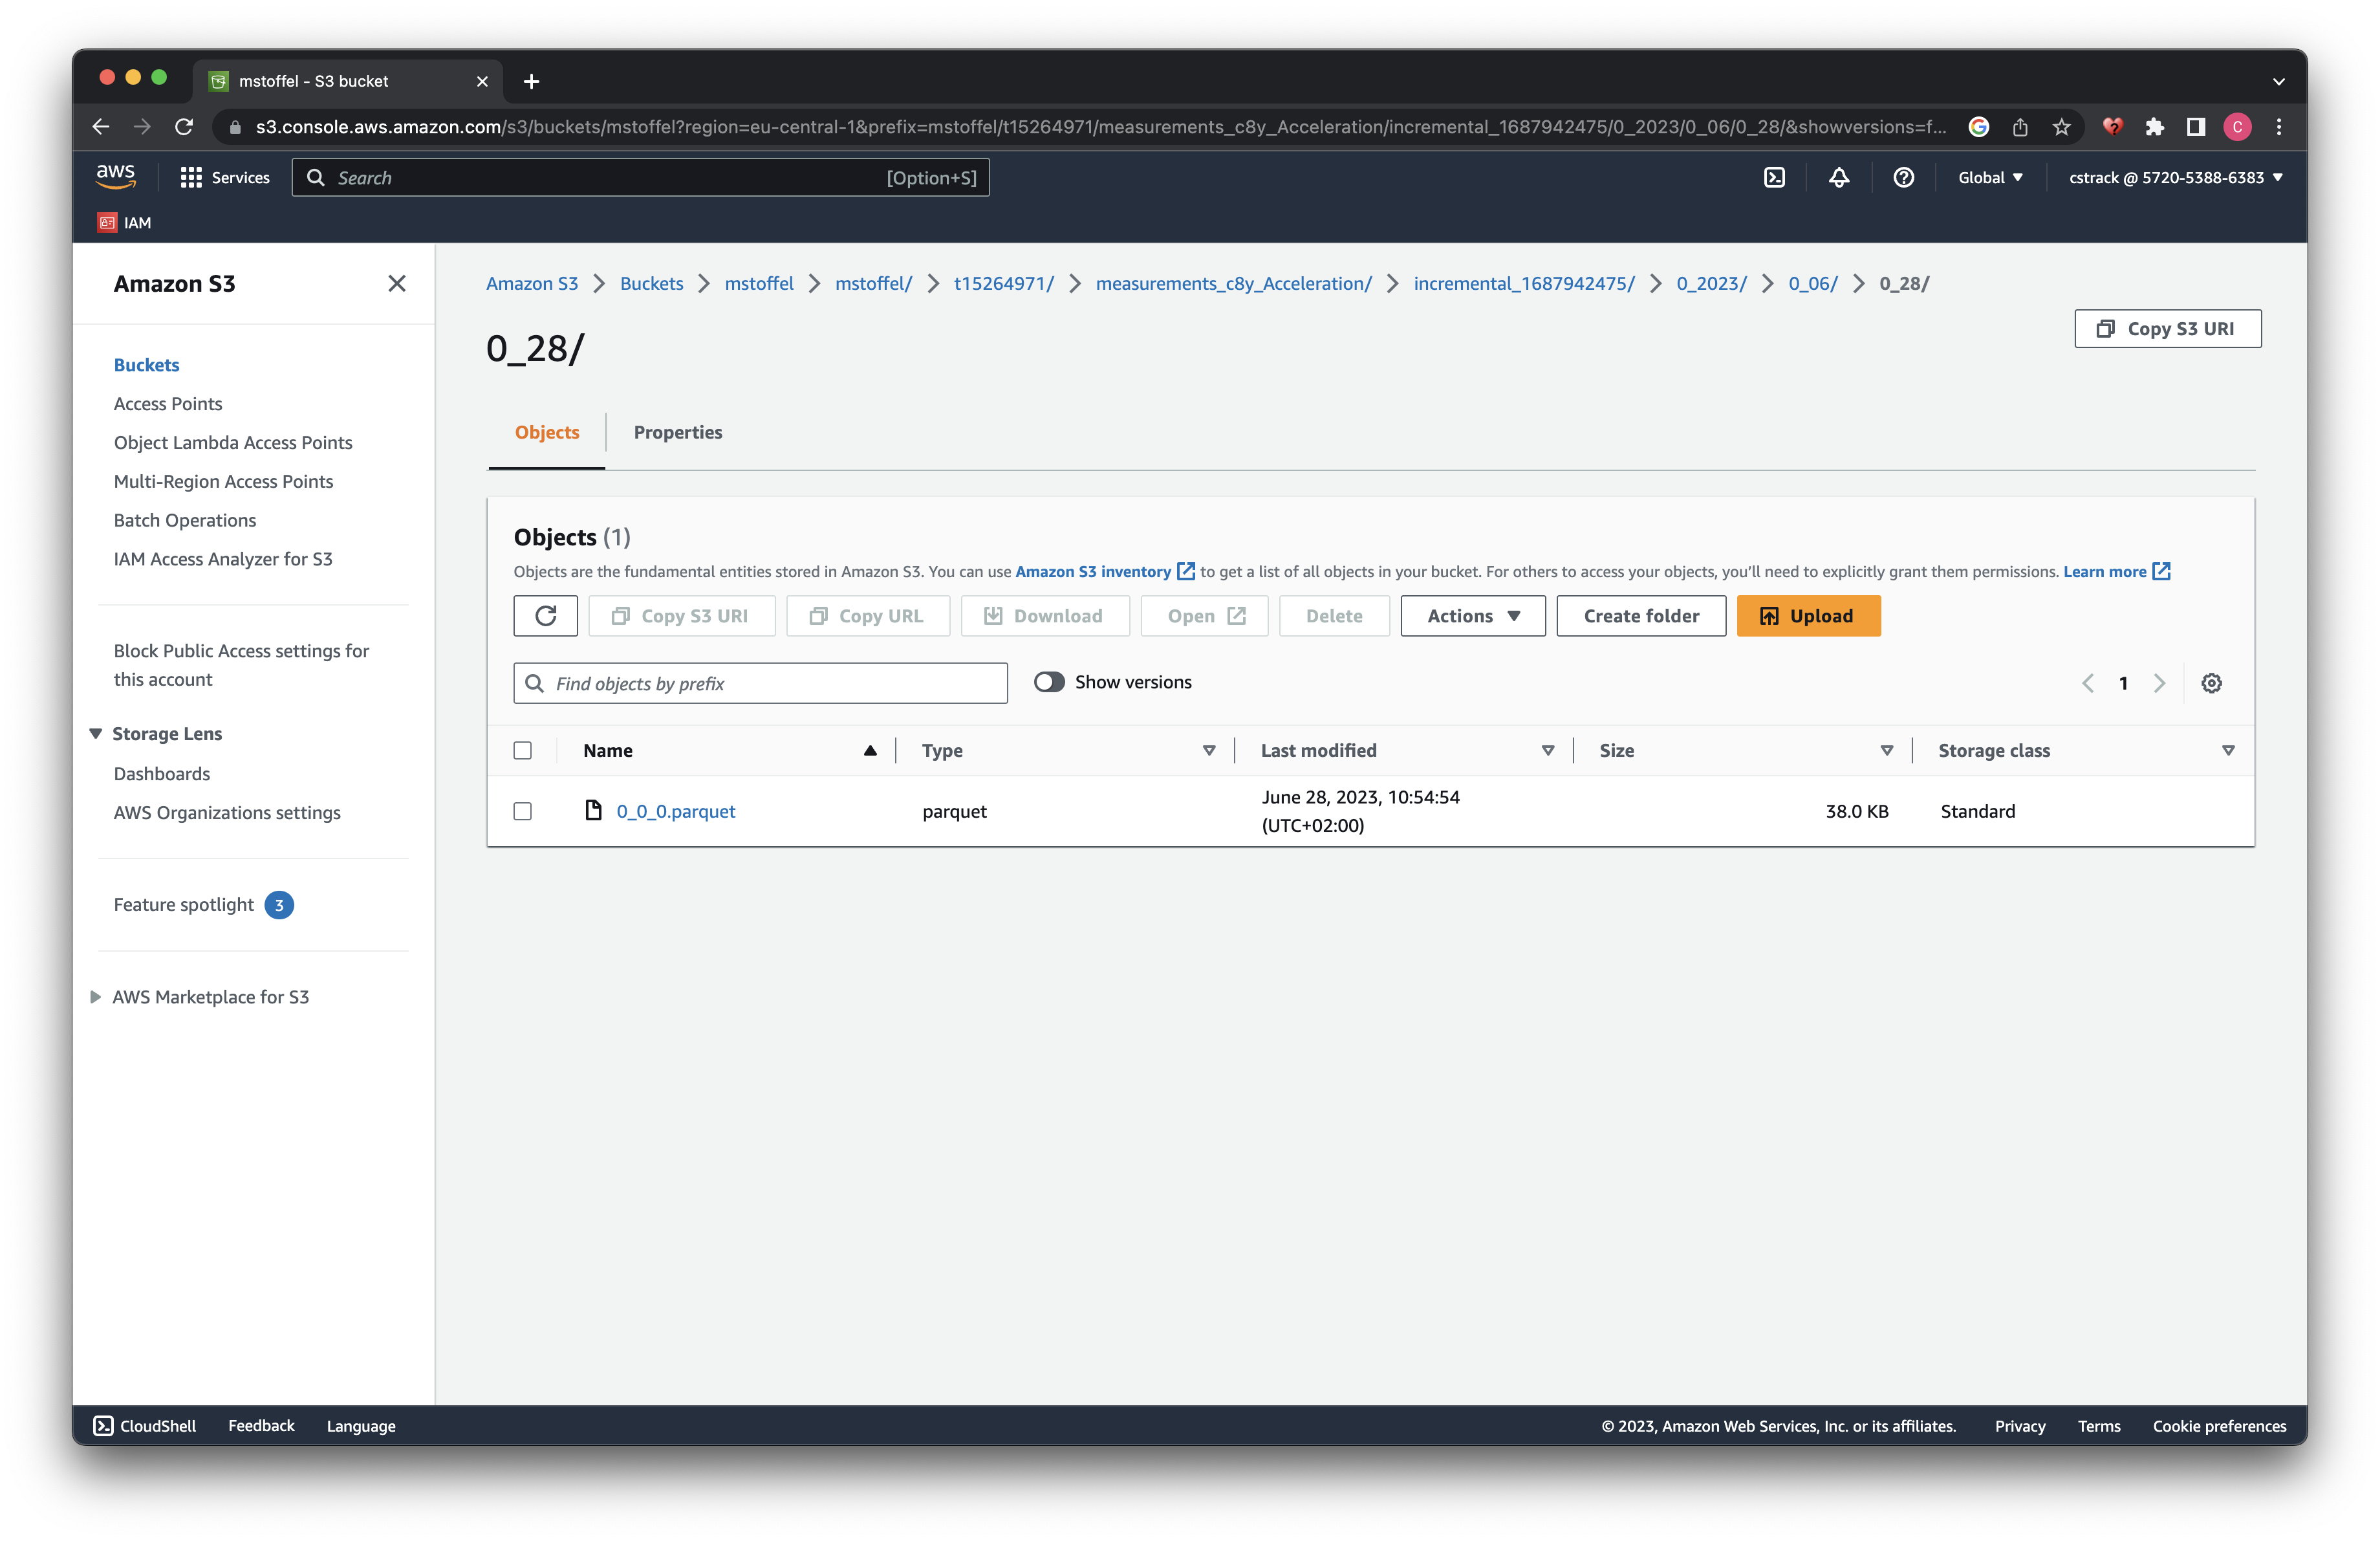 mstoffel - S3 bucket
s3.console.aws.amazon.com/s3/buckets/mstoffel?region=eu-central-1&prefix=mstoffel/t15264971/measurements_c8y_Acceleration/incremental_1687942475/0_2023/0_06/0_28/&showversions=f...
C
aws
Services
Search
[Option+S]
Global
cstrack @ 5720-5388-6383
IAM
Amazon S3
Buckets
Access Points
Object Lambda Access Points
Multi-Region Access Points
Batch Operations
IAM Access Analyzer for S3
Block Public Access settings for
this account
Storage Lens
Dashboards
AWS Organizations settings
Feature spotlight 3
AWS Marketplace for S3
Amazon S3 Buckets mstoffel mstoffel/ t15264971/ measurements_c8y_Acceleration/ incremental_1687942475/ 0_2023/ 0_06/ 0_28/
0_28/
Copy S3 URI
Objects Properties
Objects (1)
Objects are the fundamental entities stored in Amazon S3. You can use Amazon S3 inventory to get a list of all objects in your bucket. For others to access your objects, you'll need to explicitly grant them permissions. Learn more
Copy S3 URI Copy URL Download Open Delete Actions Create folder Upload
Find objects by prefix
Show versions
1
Name Type Last modified Size Storage class
0_0_0.parquet parquet June 28, 2023, 10:54:54 38.0 KB Standard
(UTC+02:00)
CloudShell Feedback Language
© 2023, Amazon Web Services, Inc. or its affiliates. Privacy Terms Cookie preferences